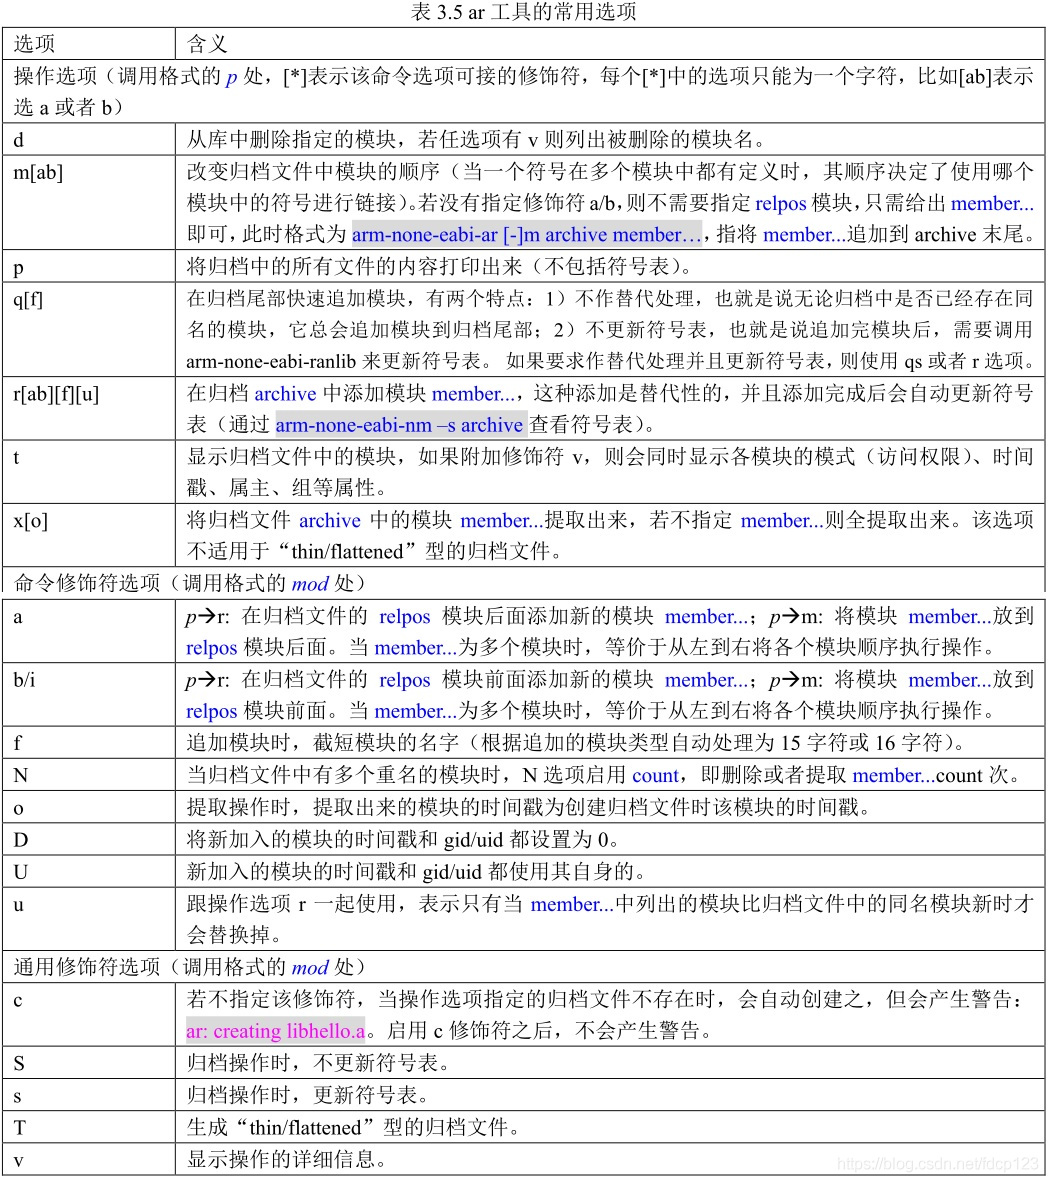 表 3.5 ar 工具的常用选项
选项 含义
操作选项（调用格式的 p 处，[*]表示该命令选项可接的修饰符，每个[*]中的选项只能为一个字符，比如[ab]表示
选 a 或者 b）
d 从库中删除指定的模块，若任选项有 v 则列出被删除的模块名。
m[ab] 改变归档文件中模块的顺序（当一个符号在多个模块中都有定义时，其顺序决定了使用哪个
模块中的符号进行链接）。若没有指定修饰符 a/b，则不需要指定 relpos 模块，只需给出 member...
即可，此时格式为 arm-none-eabi-ar [-]m archive member…，指将 member...追加到 archive 末尾。
p 将归档中的所有文件的内容打印出来（不包括符号表）。
q[f] 在归档尾部快速追加模块，有两个特点：1）不作替代处理，也就是说无论归档中是否已经存在同
名的模块，它总会追加模块到归档尾部；2）不更新符号表，也就是说追加完模块后，需要调用
arm-none-eabi-ranlib 来更新符号表。 如果要求作替代处理并且更新符号表，则使用 qs 或者 r 选项。
r[ab][f][u] 在归档 archive 中添加模块 member...，这种添加是替代性的，并且添加完成后会自动更新符号
表（通过 arm-none-eabi-nm –s archive 查看符号表）。
t 显示归档文件中的模块，如果附加修饰符 v，则会同时显示各模块的模式（访问权限）、时间
戳、属主、组等属性。
x[o] 将归档文件 archive 中的模块 member...提取出来，若不指定 member...则全提取出来。该选项
不适用于“thin/flattened”型的归档文件。
命令修饰符选项（调用格式的 mod 处）
a p→r: 在归档文件的 relpos 模块后面添加新的模块 member...；p→m: 将模块 member...放到
relpos 模块后面。当 member...为多个模块时，等价于从左到右将各个模块顺序执行操作。
b/i p→r: 在归档文件的 relpos 模块前面添加新的模块 member...；p→m: 将模块 member...放到
relpos 模块前面。当 member...为多个模块时，等价于从左到右将各个模块顺序执行操作。
f 追加模块时，截短模块的名字（根据追加的模块类型自动处理为 15 字符或 16 字符）。
N 当归档文件中有多个重名的模块时，N 选项启用 count，即删除或者提取 member...count 次。
o 提取操作时，提取出来的模块的时间戳为创建归档文件时该模块的时间戳。
D 将新加入的模块的时间戳和 gid/uid 都设置为 0。
U 新加入的模块的时间戳和 gid/uid 都使用其自身的。
u 跟操作选项 r 一起使用，表示只有当 member...中列出的模块比归档文件中的同名模块新时才
会替换掉。
通用修饰符选项（调用格式的 mod 处）
c 若不指定该修饰符，当操作选项指定的归档文件不存在时，会自动创建之，但会产生警告：
ar: creating libhello.a。启用 c 修饰符之后，不会产生警告。
S 归档操作时，不更新符号表。
s 归档操作时，更新符号表。
T 生成“thin/flattened”型的归档文件。
v 显示操作的详细信息。
https://blog.csdn.net/fdcp123